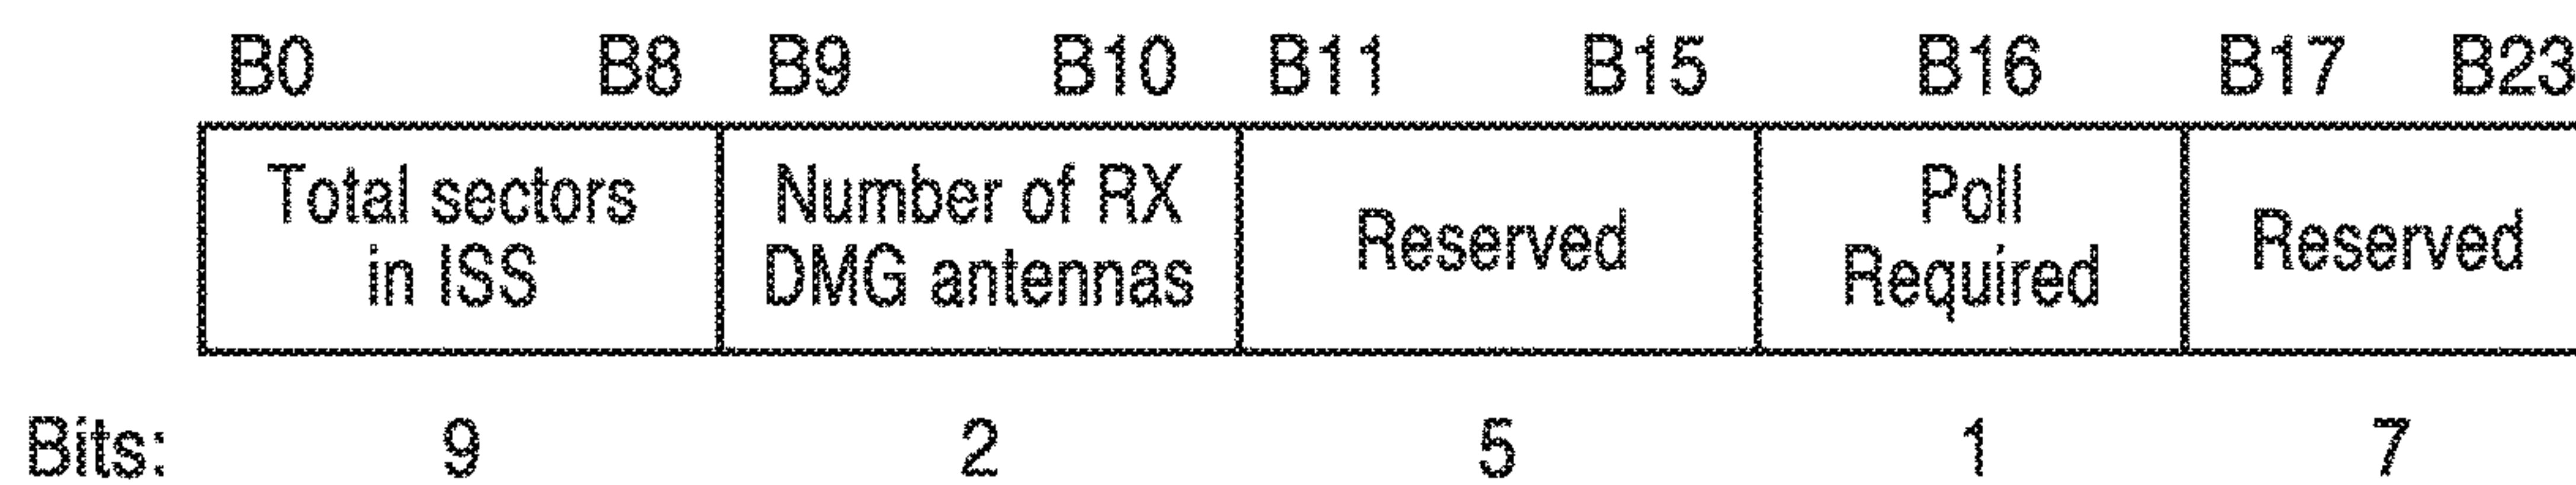 B0 B8 B9 B10 B11 B15 B16 B17 B23
Total sectors
in ISS
Number of RX
DMG antennas
Reserved
Poll
Required
Reserved
Bits: 9 2 5 1 7